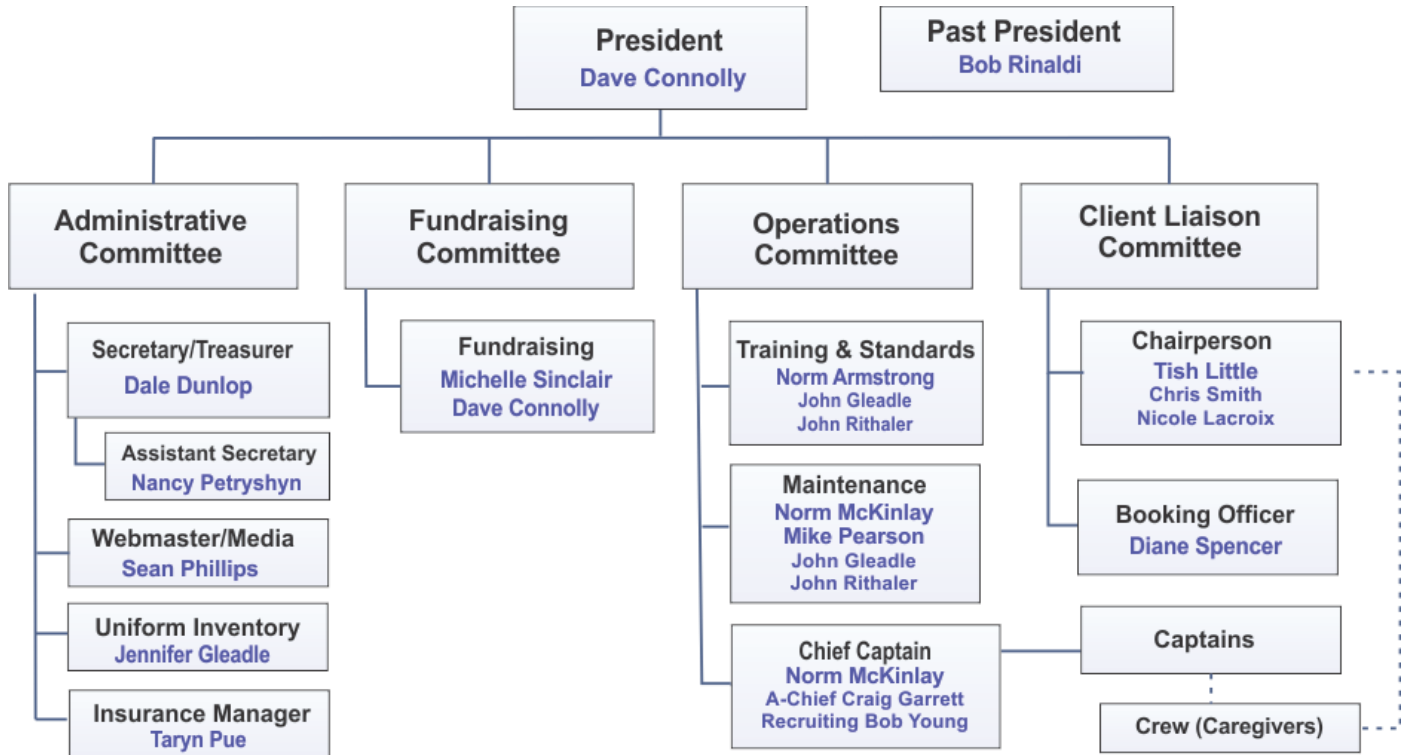 President
Dave Connolly
Past President
Bob Rinaldi
Administrative
Committee
Secretary/Treasurer
Dale Dunlop
Assistant Secretary
Nancy Petryshyn
Webmaster/Media
Sean Phillips
Uniform Inventory
Jennifer Gleadle
Insurance Manager
Taryn Pue
Fundraising
Committee
Fundraising
Michelle Sinclair
Dave Connolly
Operations
Committee
Training & Standards
Norm Armstrong
John Gleadle
John Rithaler
Maintenance
Norm McKinlay
Mike Pearson
John Gleadle
John Rithaler
Chief Captain
Norm McKinlay
A-Chief Craig Garrett
Recruiting Bob Young
Client Liaison
Committee
Chairperson
Tish Little
Chris Smith
Nicole Lacroix
Booking Officer
Diane Spencer
Captains
Crew (Caregivers)